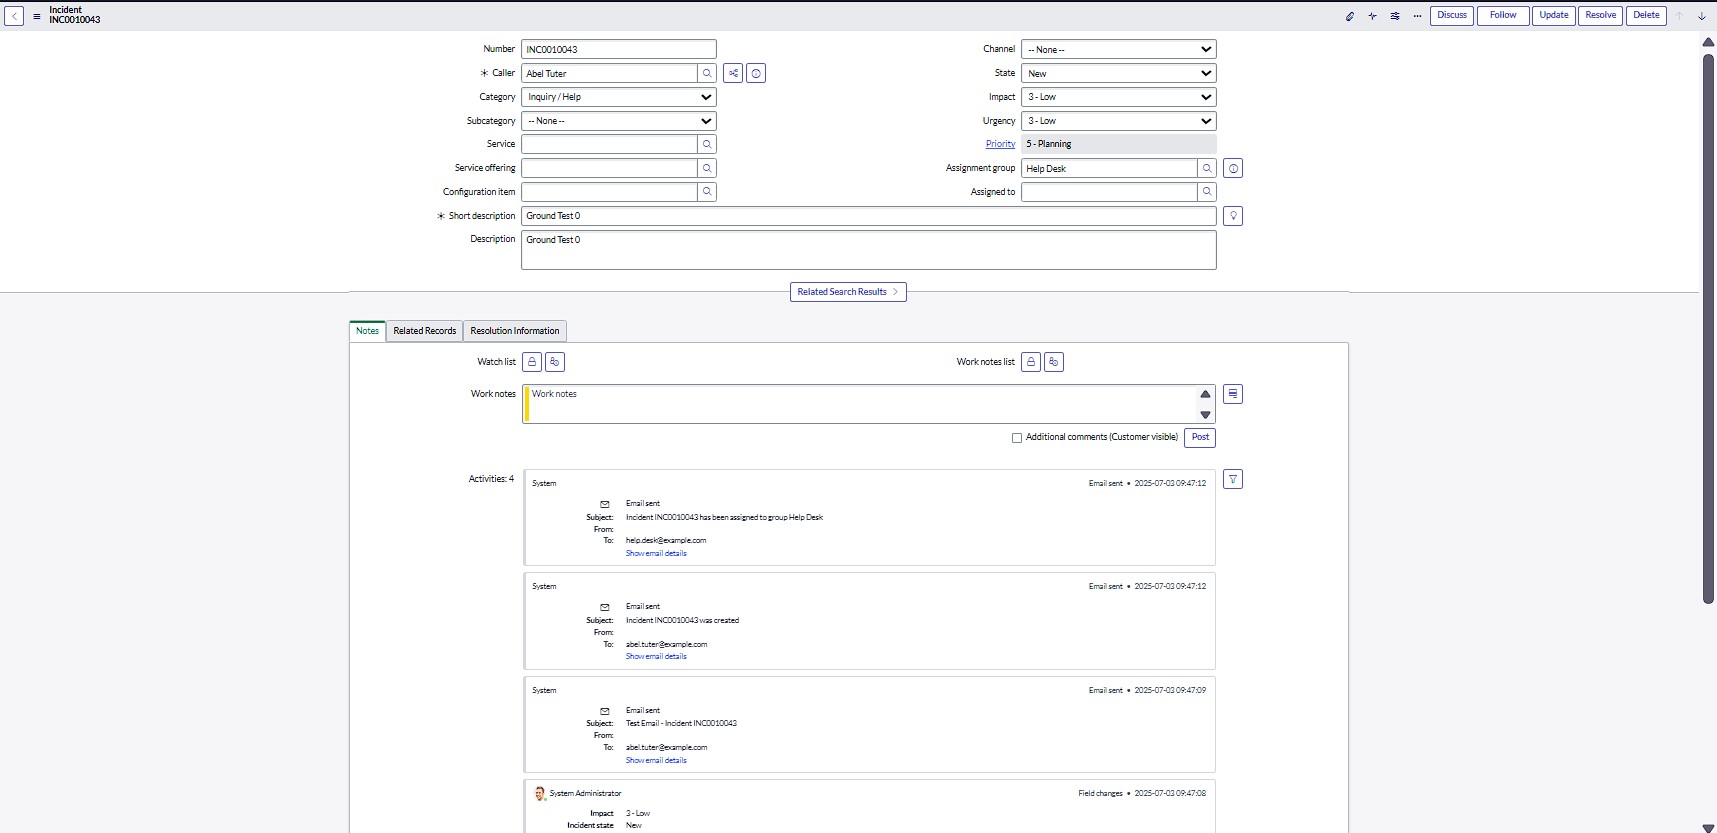 Incident
INC0010043
Discuss
Follow
Update
Resolve
Delete
Number INC0010043
Channel -- None --
Caller Abel Tuter
State New
Category Inquiry / Help
Impact 3 - Low
Subcategory -- None --
Urgency 3 - Low
Service
Priority 5 - Planning
Service offering
Assignment group Help Desk
Configuration item
Assigned to
Short description Ground Test 0
Description Ground Test 0
Related Search Results
Notes Related Records Resolution Information
Watch list
Work notes list
Work notes Work notes
Additional comments (Customer visible) Post
Activities: 4
System Email sent • 2025-07-03 09:47:12
Email sent
Subject: Incident INC0010043 has been assigned to group Help Desk
From:
To: help.desk@example.com
Show email details
System Email sent • 2025-07-03 09:47:12
Email sent
Subject: Incident INC0010043 was created
From:
To: abel.tuter@example.com
Show email details
System Email sent • 2025-07-03 09:47:09
Email sent
Subject: Test Email - Incident INC0010043
From:
To: abel.tuter@example.com
Show email details
System Administrator Field changes • 2025-07-03 09:47:08
Impact 3 - Low
Incident state New